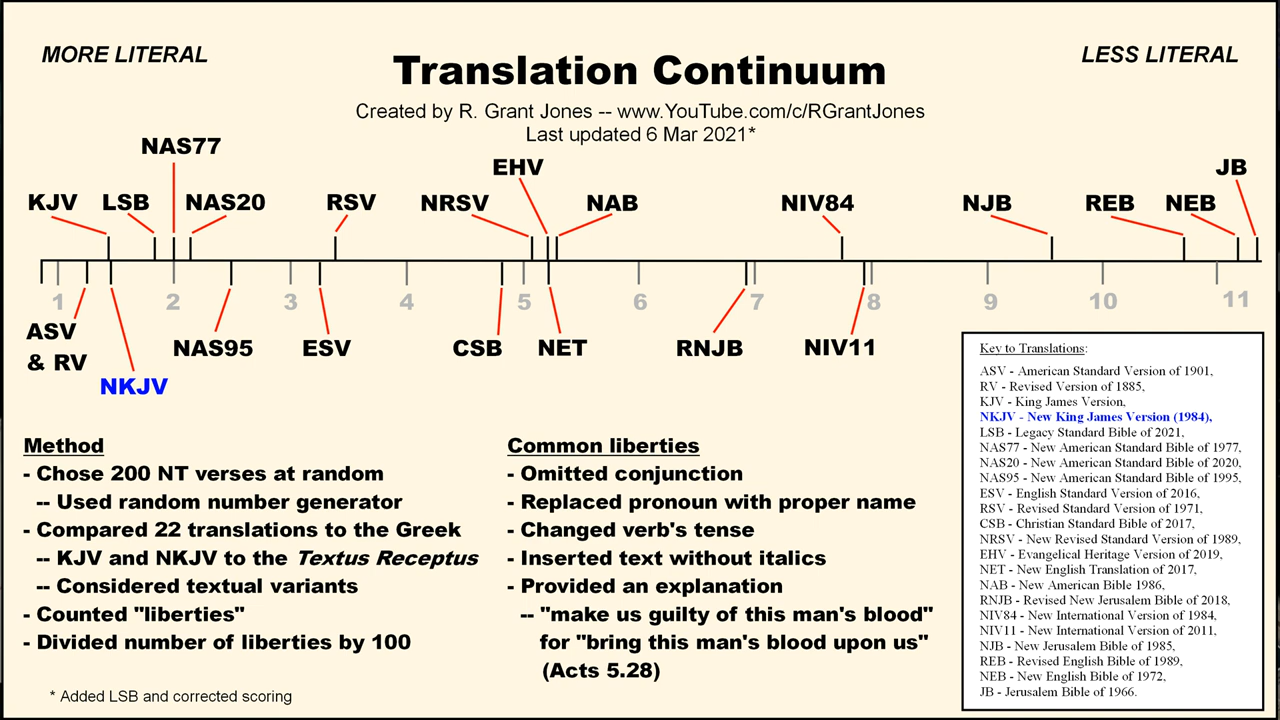 MORE LITERAL
LESS LITERAL
Translation Continuum
Created by R. Grant Jones -- www.YouTube.com/c/RGrantJones
Last updated 6 Mar 2021*
NAS77
EHV
JB
KJV LSB NAS20 RSV NRSV NAB NIV84 NJB REB NEB
1 2 3 4 5 6 7 8 9 10 11
ASV
& RV
NAS95 ESV CSB NET RNJB NIV11
NKJV
Method
- Chose 200 NT verses at random
-- Used random number generator
- Compared 22 translations to the Greek
-- KJV and NKJV to the Textus Receptus
-- Considered textual variants
- Counted "liberties"
- Divided number of liberties by 100
* Added LSB and corrected scoring
Common liberties
- Omitted conjunction
- Replaced pronoun with proper name
- Changed verb's tense
- Inserted text without italics
- Provided an explanation
-- "make us guilty of this man's blood"
for "bring this man's blood upon us"
(Acts 5.28)
Key to Translations:
ASV - American Standard Version of 1901,
RV - Revised Version of 1885,
KJV - King James Version,
NKJV - New King James Version (1984),
LSB - Legacy Standard Bible of 2021,
NAS77 - New American Standard Bible of 1977,
NAS20 - New American Standard Bible of 2020,
NAS95 - New American Standard Bible of 1995,
ESV - English Standard Version of 2016,
RSV - Revised Standard Version of 1971,
CSB - Christian Standard Bible of 2017,
NRSV - New Revised Standard Version of 1989,
EHV - Evangelical Heritage Version of 2019,
NET - New English Translation of 2017,
NAB - New American Bible 1986,
RNJB - Revised New Jerusalem Bible of 2018,
NIV84 - New International Version of 1984,
NIV11 - New International Version of 2011,
NJB - New Jerusalem Bible of 1985,
REB - Revised English Bible of 1989,
NEB - New English Bible of 1972,
JB - Jerusalem Bible of 1966.